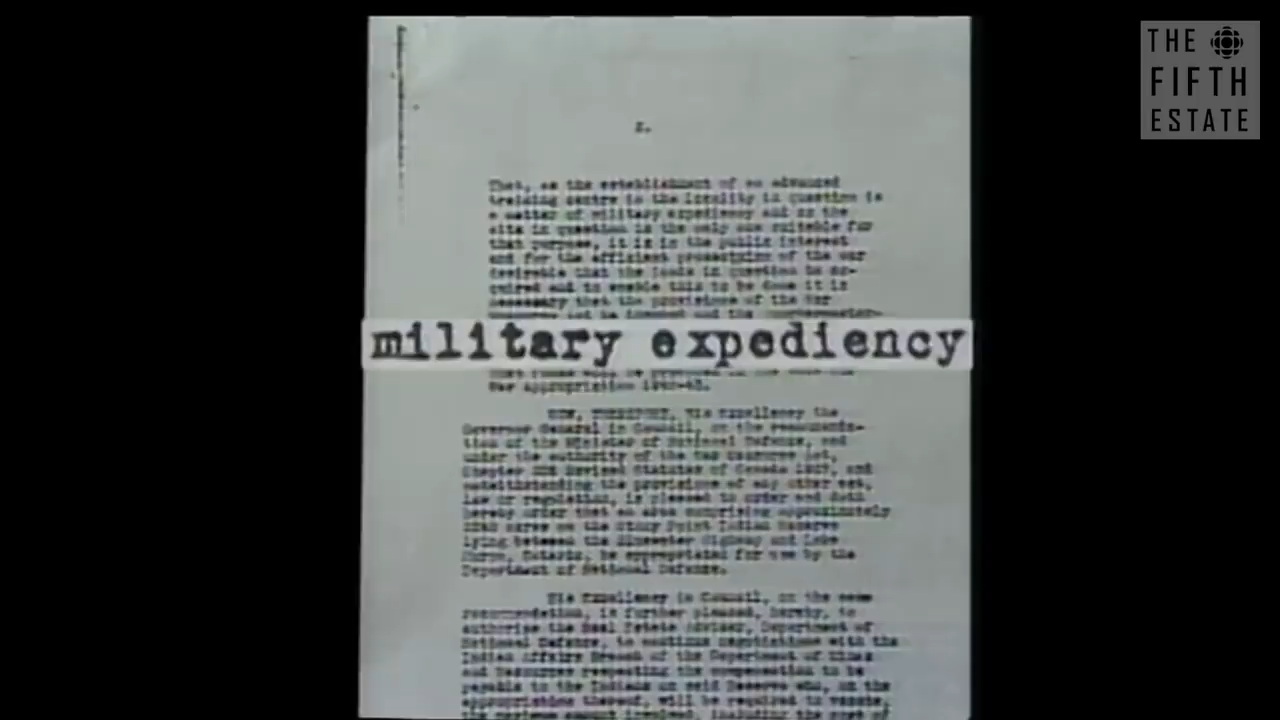 THE
FIFTH
ESTATE
2.
That, as the establishment of an advanced
training centre in the locality in question is
a matter of military expediency and as the
site in question is the only one suitable for
that purpose, it is in the public interest
and for the efficient prosecution of the war
desirable that the lands in question be ac-
quired and to enable this to be done it is
necessary that the provisions of the War
military expediency
War appropriation
NOW, THEREFORE, His Excellency the
Governor General in Council, on the recommenda-
tion of the Minister of National Defense, and
under the authority of the War Measures Act,
Chapter 206 Revised Statutes of Canada 1927, and
notwithstanding the provisions of any other act,
law or regulation, is pleased to order and doth
hereby order that an area comprising approximately
acres on the Stony Point Indian Reserve
lying between the Bluewater Highway and Lake
Huron, Ontario, be appropriated for use by the
Department of National Defense.
His Excellency in Council, on the same
recommendation, is further pleased, hereby, to
authorize the Real Estate Adviser, Department of
National Defense, to continue negotiations with the
Indian Affairs Branch of the Department of Mines
and Resources respecting the compensation to be
payable to the Indians on said Reserve who, on the
appropriation thereof, will be required to vacate,
the maximum amount involved, including the cost of